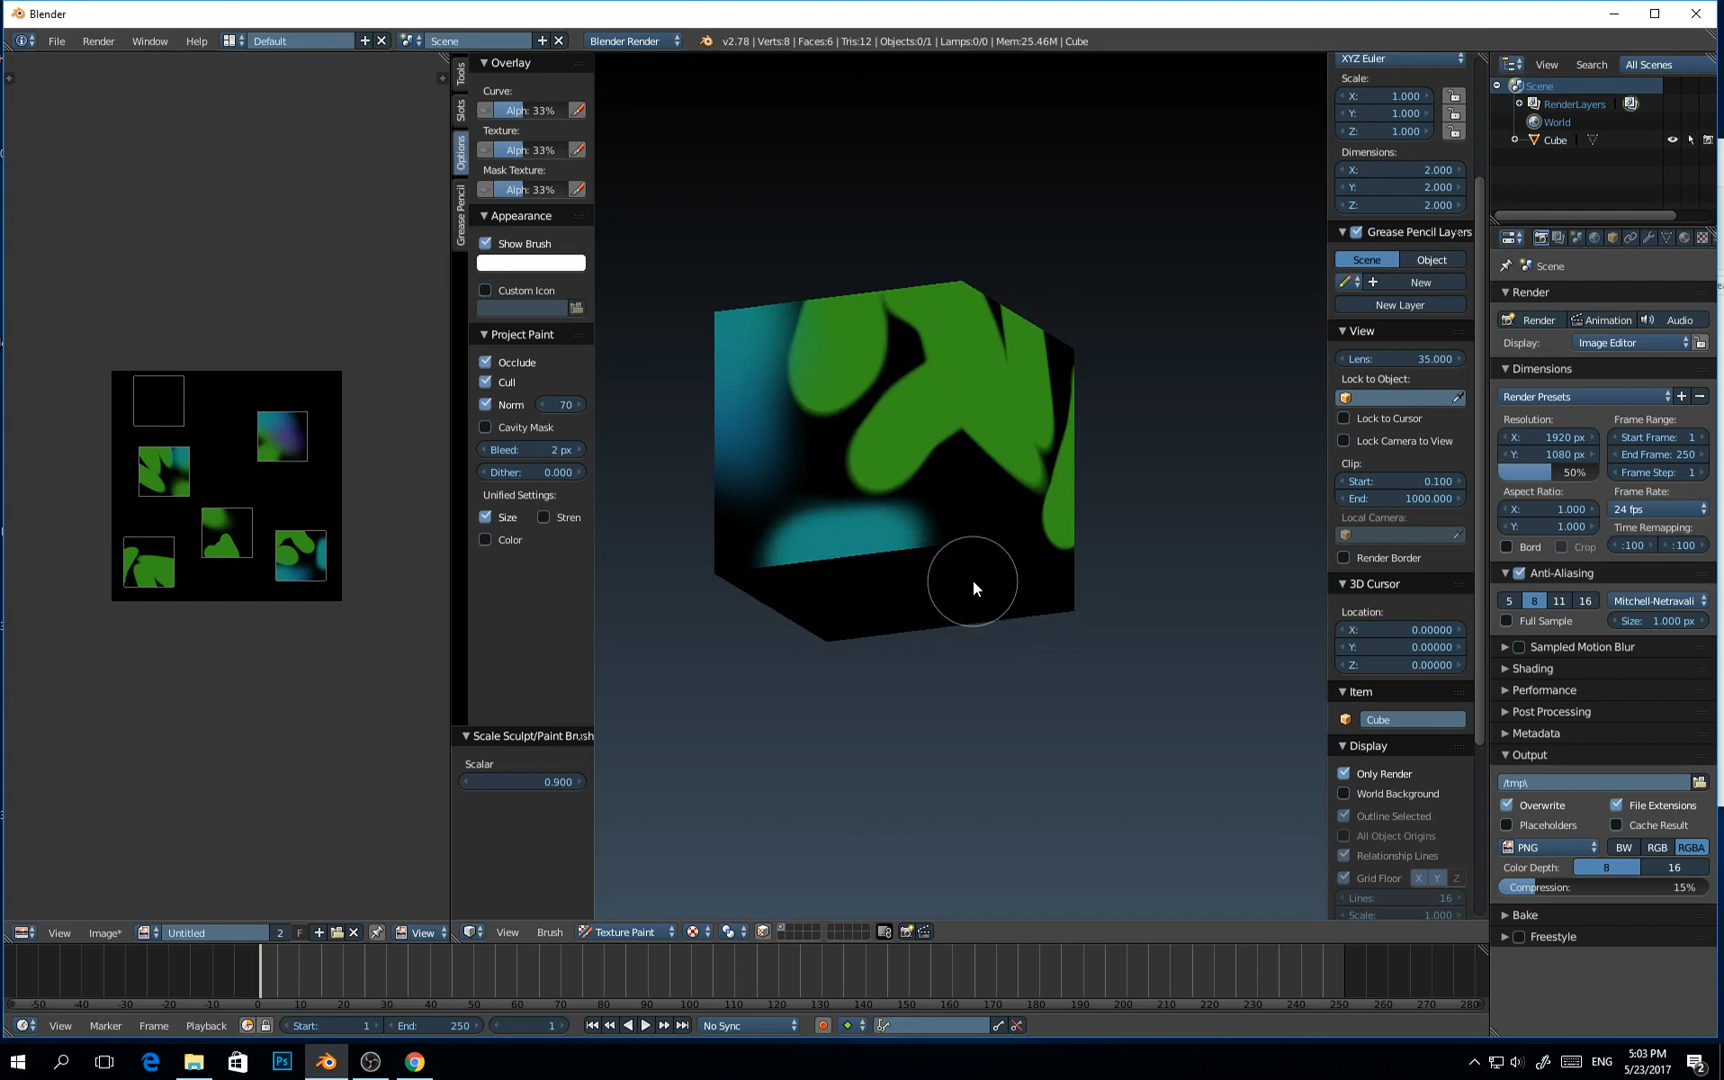 Blender
File Render Window Help Default Scene Blender Render v2.78 | Verts:8 | Faces:6 | Tris:12 | Objects:0/1 | Lamps:0/0 | Mem:25.46M | Cube
Tools
Slots
Options
Grease Pencil
Overlay
Curve:
Alph: 33%
Texture:
Alph: 33%
Mask Texture:
Alph: 33%
Appearance
Show Brush
Custom Icon
Project Paint
Occlude
Cull
Norm 70
Cavity Mask
Bleed: 2 px
Dither: 0.000
Unified Settings:
Size Stren
Color
Scale Sculpt/Paint Brush
Scalar
0.900
XYZ Euler
Scale:
X: 1.000
Y: 1.000
Z: 1.000
Dimensions:
X: 2.000
Y: 2.000
Z: 2.000
Grease Pencil Layers
Scene Object
New
New Layer
View
Lens: 35.000
Lock to Object:
Lock to Cursor
Lock Camera to View
Clip:
Start: 0.100
End: 1000.000
Local Camera:
Render Border
3D Cursor
Location:
X: 0.00000
Y: 0.00000
Z: 0.00000
Item
Cube
Display
Only Render
World Background
Outline Selected
All Object Origins
Relationship Lines
Grid Floor X Y Z
Lines: 16
Scale: 1.000
View Search All Scenes
Scene
RenderLayers
World
Cube
Scene
Render
Render Animation Audio
Display: Image Editor
Dimensions
Render Presets
Resolution: Frame Range:
X: 1920 px Start Frame: 1
Y: 1080 px End Frame: 250
50% Frame Step: 1
Aspect Ratio: Frame Rate:
X: 1.000 24 fps
Y: 1.000 Time Remapping:
Bord Crop :100 :100
Anti-Aliasing
5 8 11 16 Mitchell-Netravali
Full Sample Size: 1.000 px
Sampled Motion Blur
Shading
Performance
Post Processing
Metadata
Output
/tmp\
Overwrite File Extensions
Placeholders Cache Result
PNG BW RGB RGBA
Color Depth: 8 16
Compression: 15%
Bake
Freestyle
View Image* Untitled 2 F View
View Brush Texture Paint
-50 -40 -30 -20 -10 0 10 20 30 40 50 60 70 80 90 100 110 120 130 140 150 160 170 180 190 200 210 220 230 240 250 260 270 280
View Marker Frame Playback Start: 1 End: 250 1 No Sync
Ps
ENG
5:03 PM
5/23/2017
2